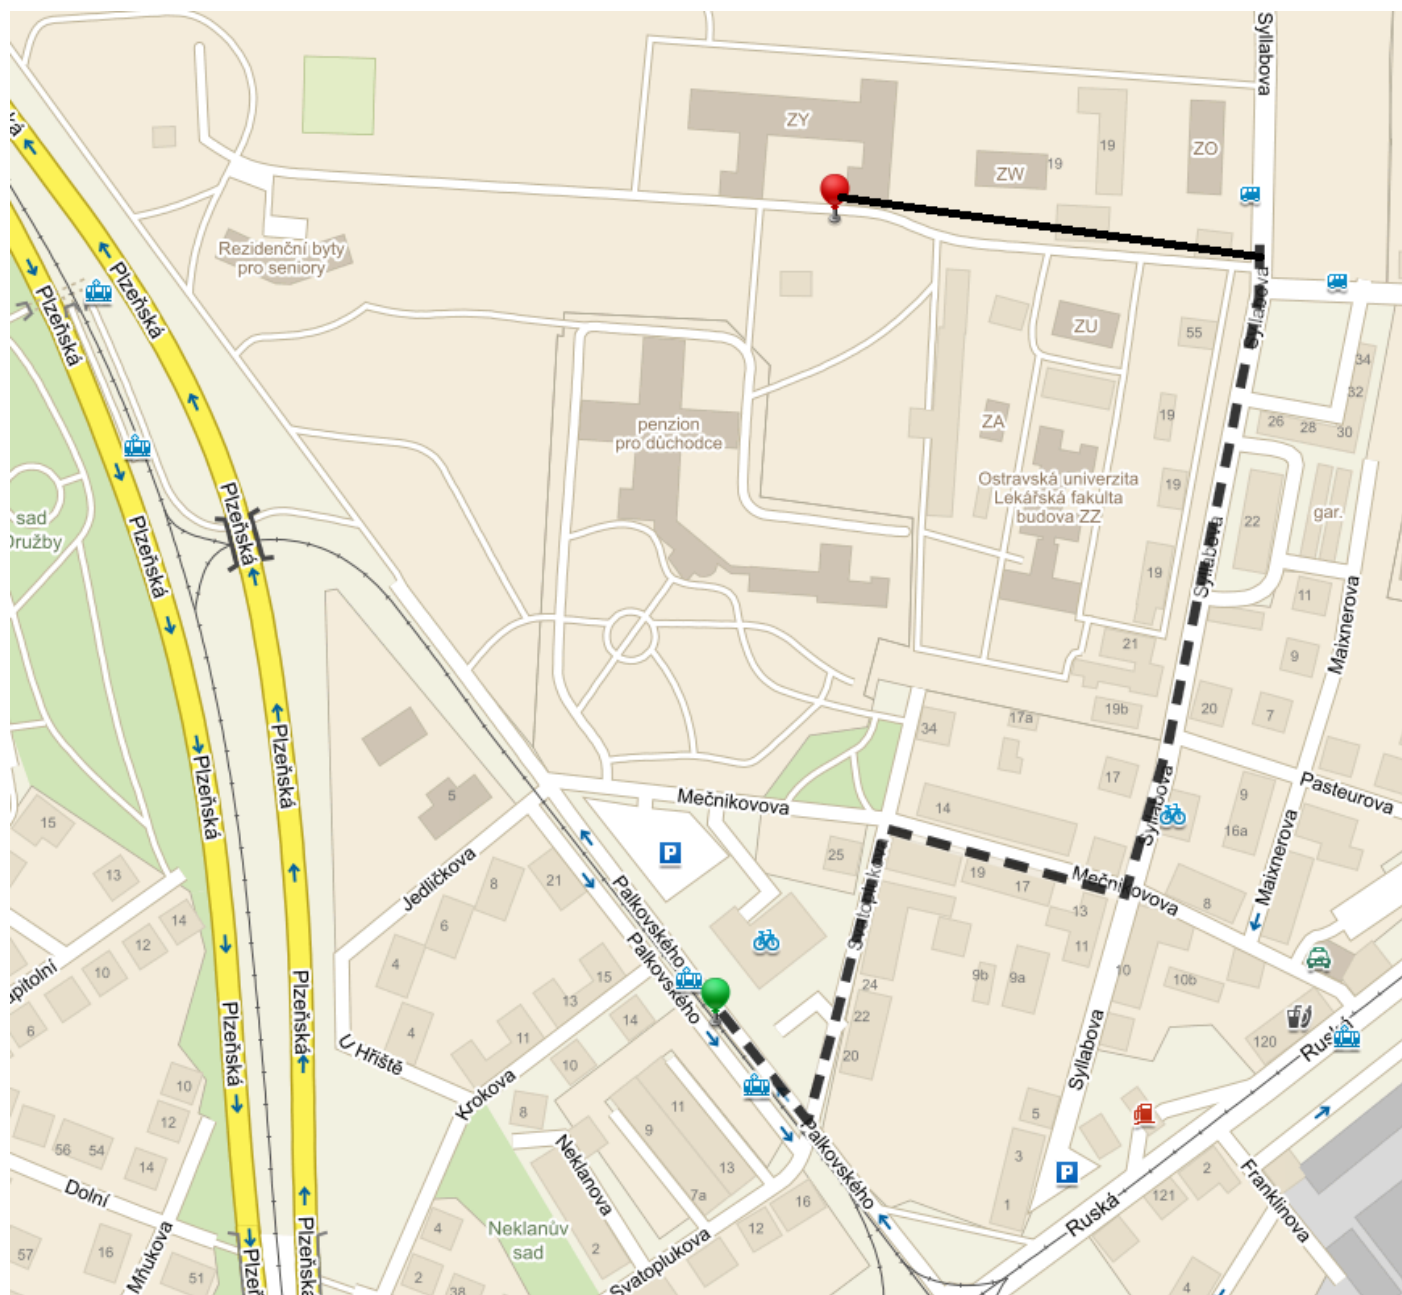 Syllabova
ZY
19
ZO
ZW
19
ká
Rezidenční byty
pro seniory
Plzeňská
Plzeňská
Syllabova
ZU
55
34
32
penzion
pro důchodce
ZA
19
26
28
30
Ostravská univerzita
Lékařská fakulta
budova ZZ
19
Plzeňská
sad
Družby
22
gar.
Plzeňská
Syllabova
19
11
Maixnerova
21
9
34
17a
19b
20
7
Plzeňská
Plzeňská
17
Pasteurova
5
Mečnikovova
14
9
16a
Syllabova
15
P
25
Maixnerova
13
Jedličkova
8
21
19
17
Mečnikovova
8
14
Palkovského
Svatoplukova
13
12
6
Palkovského
11
10
4
15
24
9b
9a
10
10b
6
Plzeňská
Plzeňská
4
13
14
22
Ruská
120
U Hřiště
11
20
Syllabova
10
10
Krokova
12
8
11
5
9
Palkovského
56
54
14
Neklanova
13
3
P
2
Dolní
7a
16
121
1
Ruská
Franklinova
57
16
Mňukova
4
Neklanův
sad
12
51
2
2
38
Svatoplukova
4
Plzeňská